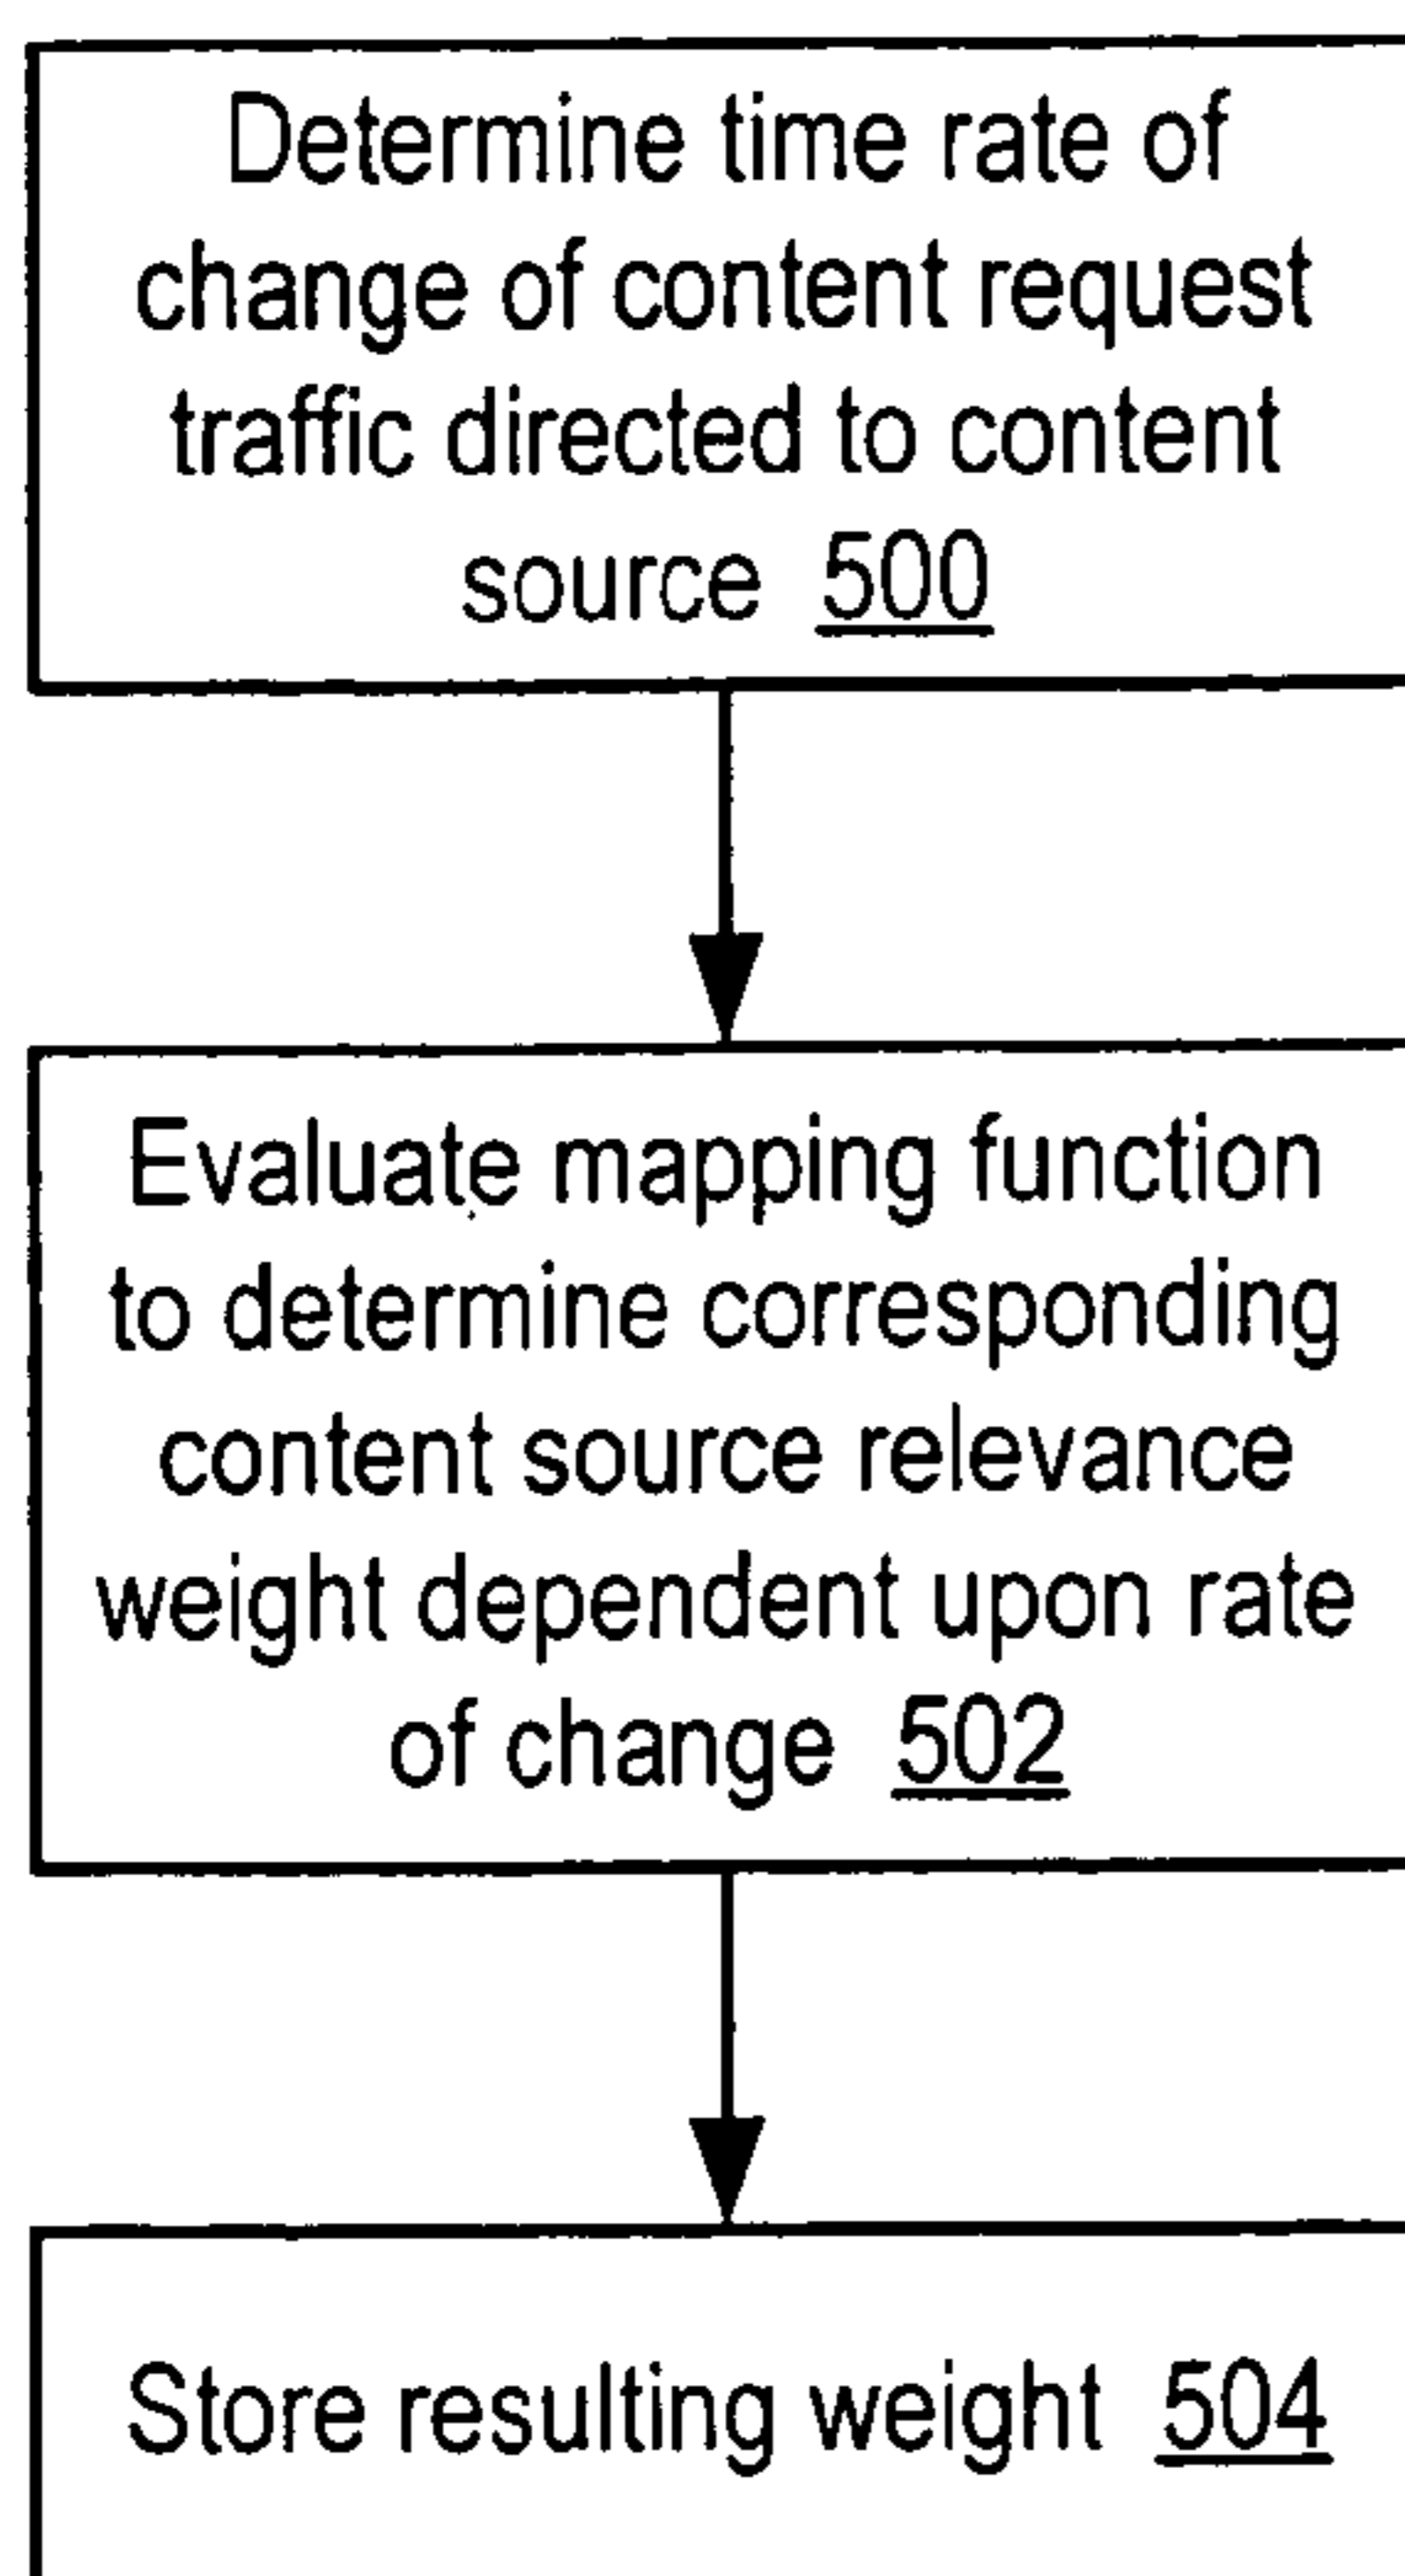 Determine time rate of
change of content request
traffic directed to content
source 500
Evaluate mapping function
to determine corresponding
content source relevance
weight dependent upon rate
of change 502
Store resulting weight 504